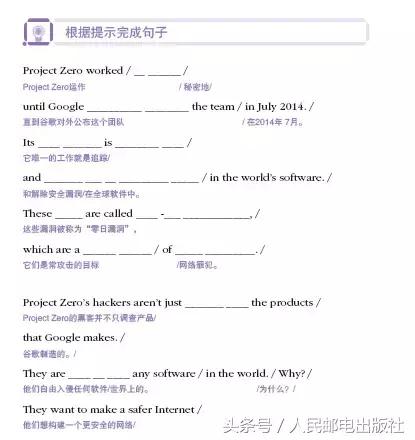 根据提示完成句子
Project Zero worked / __ ______ /
Project Zero运作 / 秘密地/
until Google __________ __________ the team / in July 2014. /
直到谷歌对外公布这个团队 / 在2014年 7月。
Its ____ _______ is ________ ____ /
它唯一的工作就是追踪/
and _______ ____ __ _________ _____ / in the world's software. /
和解除安全漏洞/在全球软件中。
These _____ are called ____ -___ ____________, /
这些漏洞被称为“零日漏洞”，
which are a ______ ______ / of ____ _________. /
它们是常攻击的目标 /网络罪犯。
Project Zero's hackers aren't just _______ ____ the products /
Project Zero的黑客并不只调查产品/
that Google makes. /
谷歌制造的。/
They are ____ __ ____ any software / in the world. / Why? /
他们自由入侵任何软件/世界上的。 /为什么？/
They want to make a safer Internet /
他们想构建一个更安全的网络/
头条号 / 人民邮电出版社